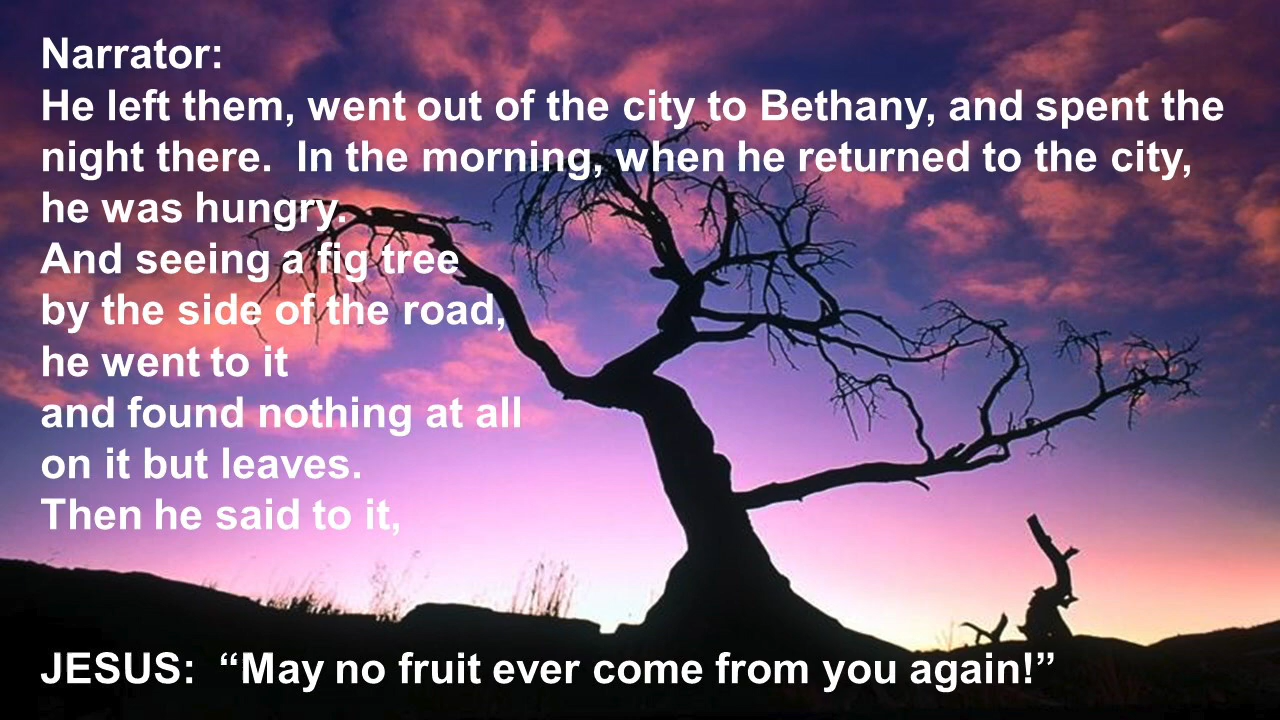 Narrator:
He left them, went out of the city to Bethany, and spent the
night there.  In the morning, when he returned to the city,
he was hungry.
And seeing a fig tree
by the side of the road,
he went to it
and found nothing at all
on it but leaves.
Then he said to it,
JESUS:  “May no fruit ever come from you again!”